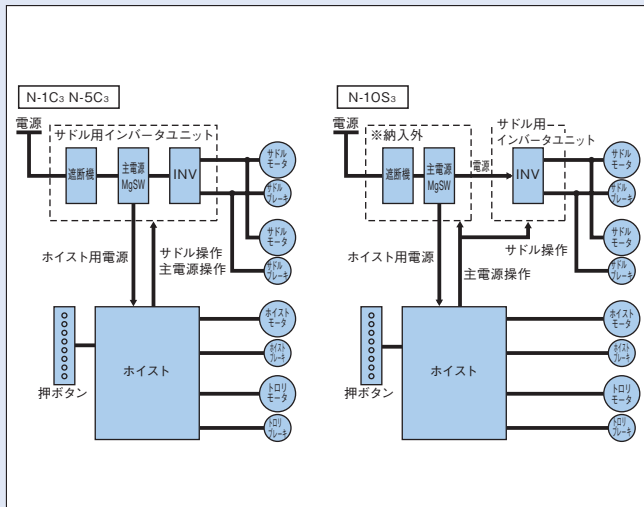 N-1C3 N-5C3
電源
サドル用インバータユニット
遮断機
主電源
MgSW
INV
サドル
モータ
サドル
ブレーキ
サドル
モータ
サドル
ブレーキ
ホイスト用電源
サドル操作
主電源操作
押ボタン
ホイスト
ホイスト
モータ
ホイスト
ブレーキ
トロリ
モータ
トロリ
ブレーキ
N-10S3
電源
※納入外
サドル用
インバータユニット
遮断機
主電源
MgSW
電源
INV
サドル
モータ
サドル
ブレーキ
サドル
モータ
サドル
ブレーキ
ホイスト用電源
サドル操作
主電源操作
押ボタン
ホイスト
ホイスト
モータ
ホイスト
ブレーキ
トロリ
モータ
トロリ
ブレーキ